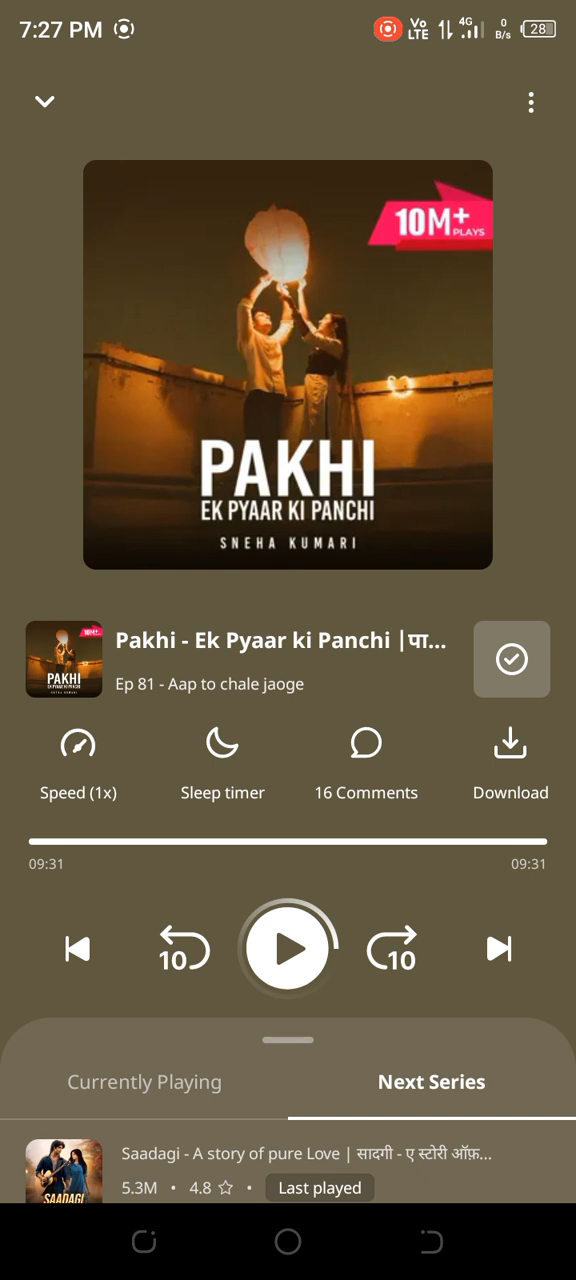 7:27 PM
Vo LTE 4G 0 B/s 28
10M+ PLAYS
PAKHI
EK PYAAR KI PANCHI
SNEHA KUMARI
10M+
PAKHI
Pakhi - Ek Pyaar ki Panchi |पा...
Ep 81 - Aap to chale jaoge
Speed (1x) Sleep timer 16 Comments Download
09:31 09:31
10 10
Currently Playing Next Series
Saadagi - A story of pure Love | सादगी - ए स्टोरी ऑफ़...
5.3M • 4.8 • Last played
SAADAGI